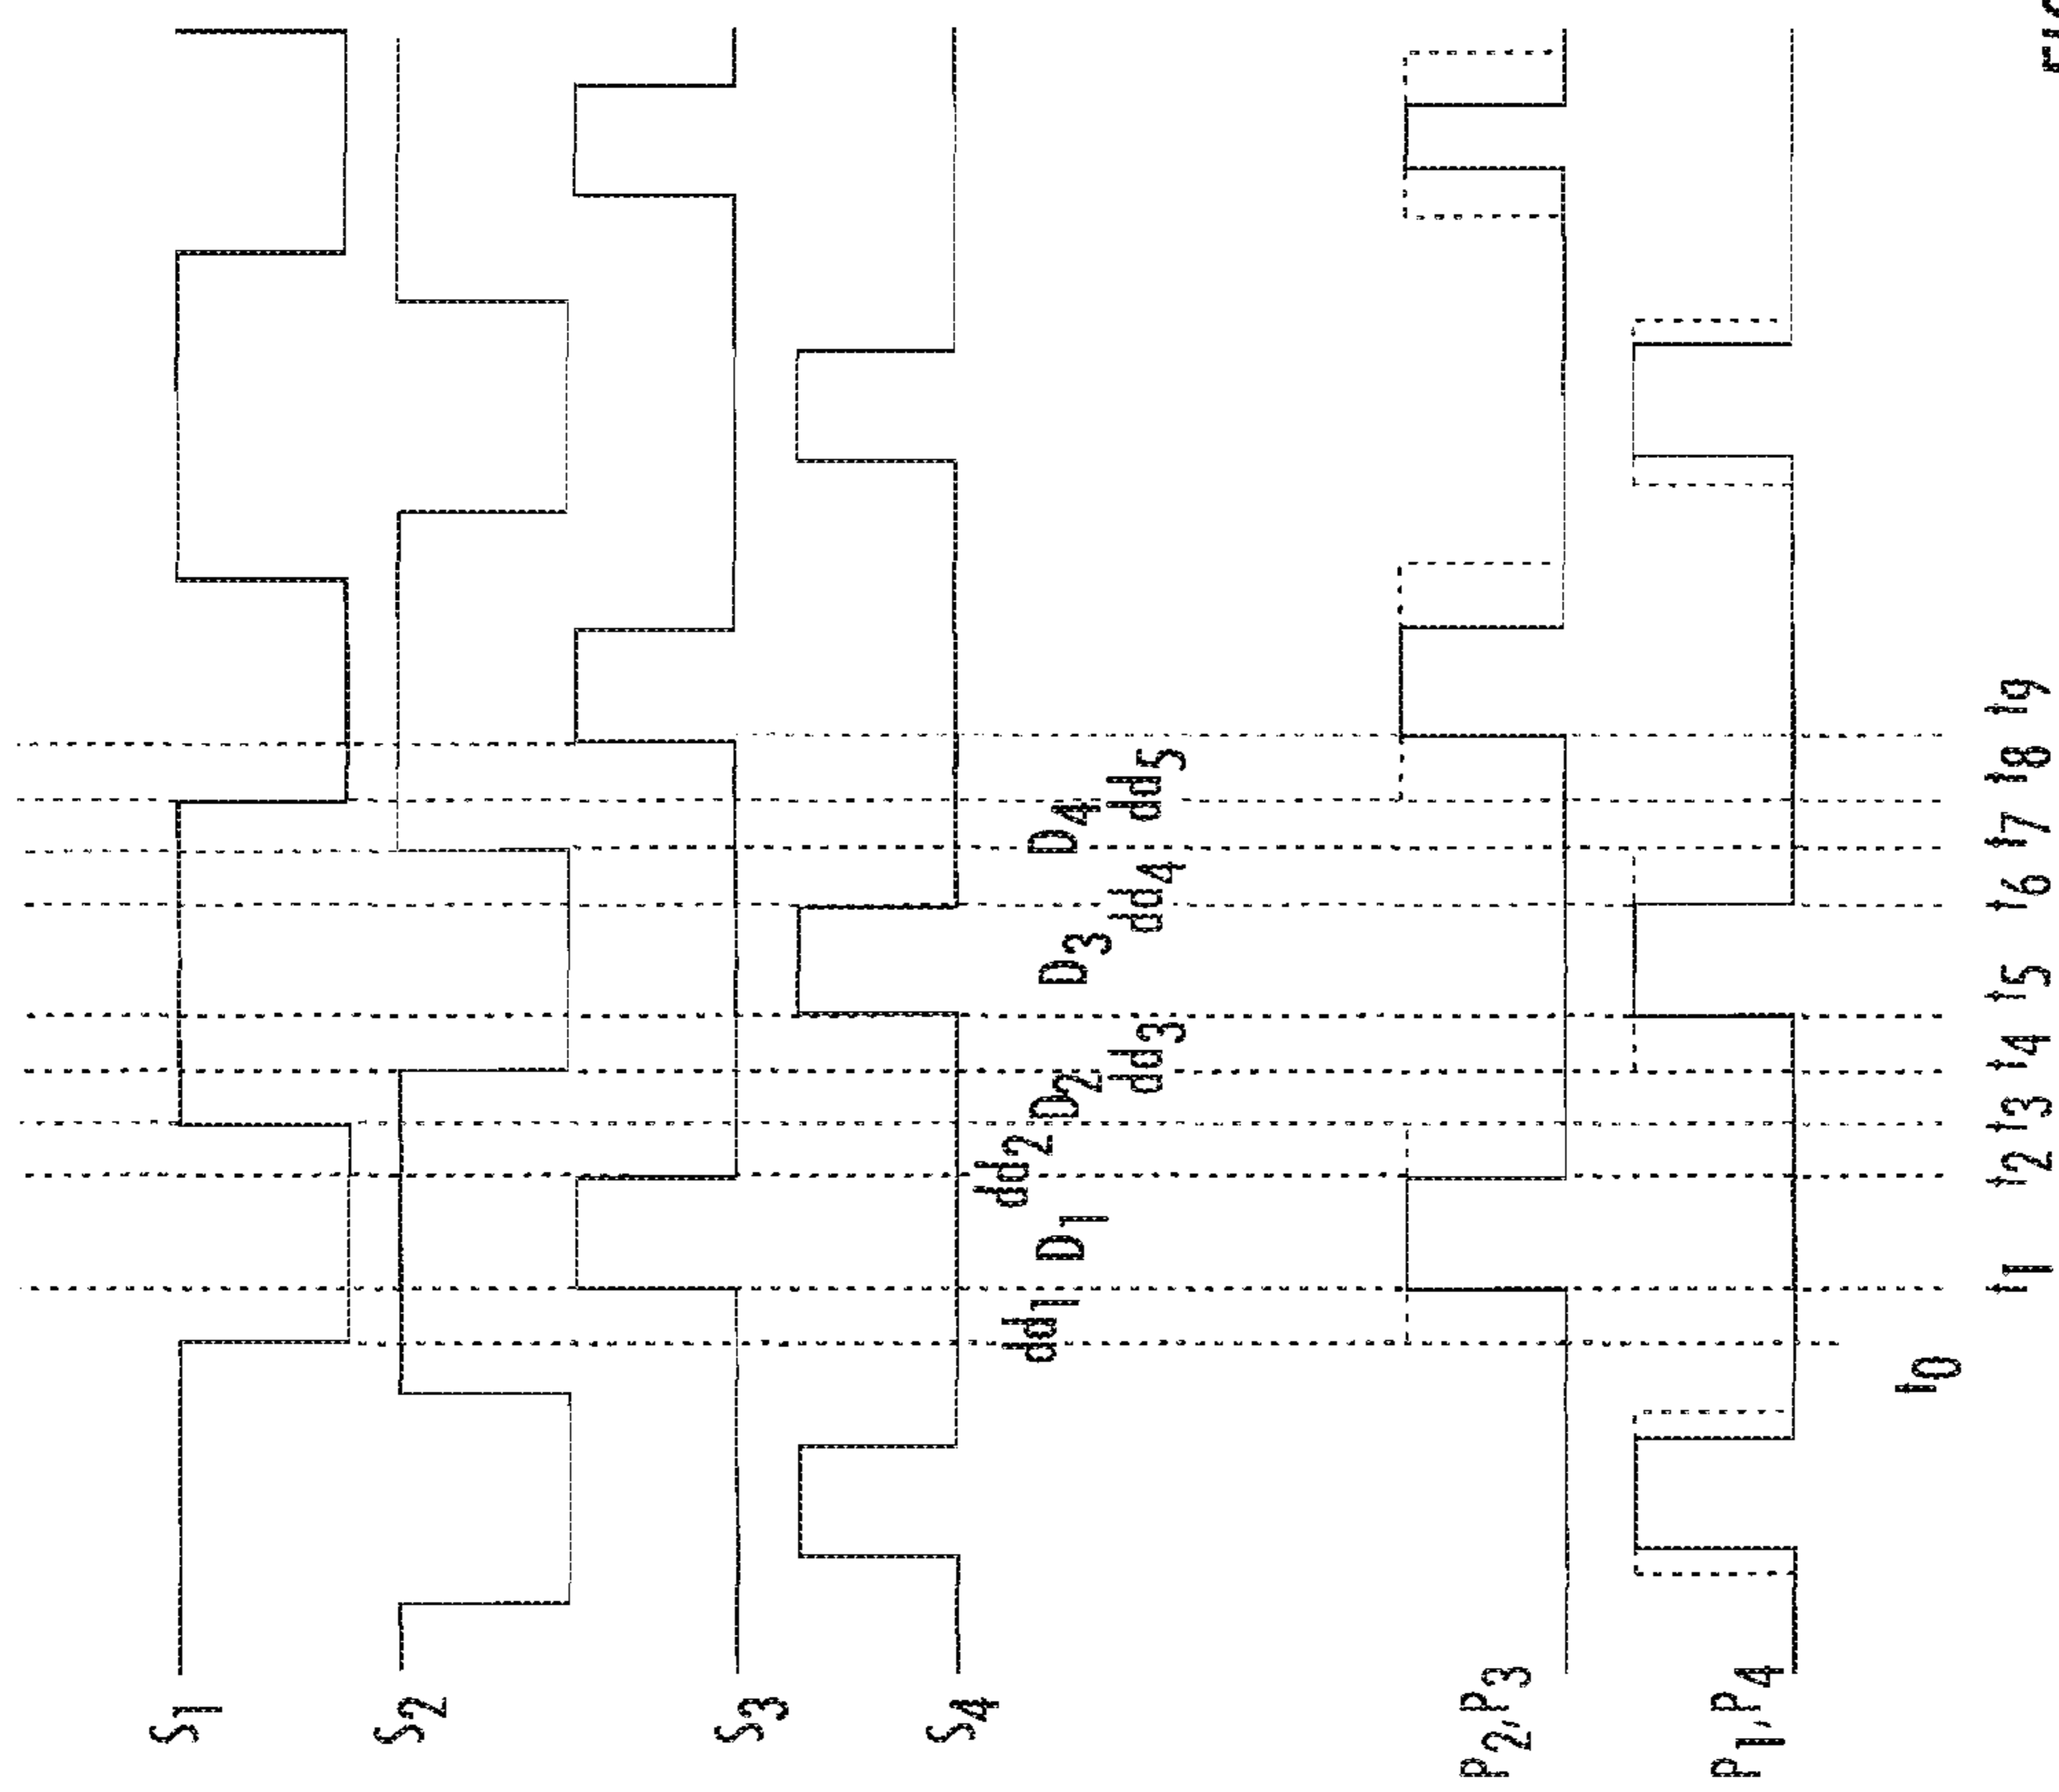 S1
S2
S3
S4
dd1 D1 dd2 D2 dd3 D3 dd4 D4 dd5
P2,P3
P1,P4
t0 t1 t2 t3 t4 t5 t6 t7 t8 t9